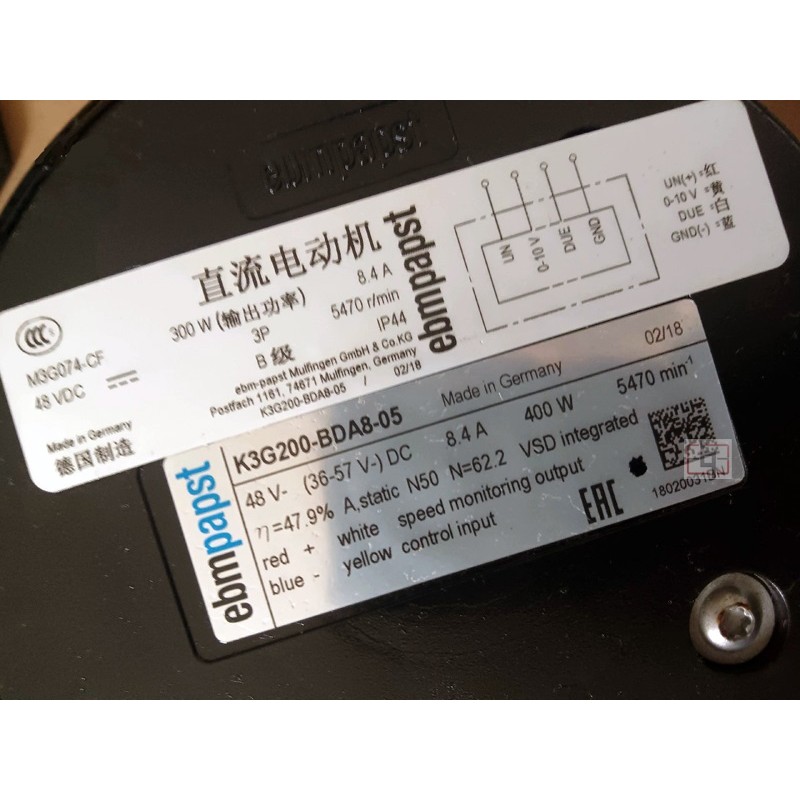 ebmpapst
直流电动机
M3G074-CF
48 VDC
Made in Germany
德国制造
300 W (输出功率)
8.4 A
3P
5470 r/min
B 级
IP44
ebm-papst Mulfingen GmbH & Co.KG
Postfach 1161, 74671 Mulfingen, Germany
K3G200-BDA8-05 / 02/18
ebmpapst
UN
0-10 V
DUE
GND
UN(+) =红
0-10 V =黄
DUE =白
GND(-) =蓝
ebmpapst
K3G200-BDA8-05
Made in Germany
02/18
48 V- (36-57 V-) DC 8.4 A 400 W 5470 min-¹
η=47.9% A,static N50 N=62.2 VSD integrated
red + white speed monitoring output
blue - yellow control input
EAC